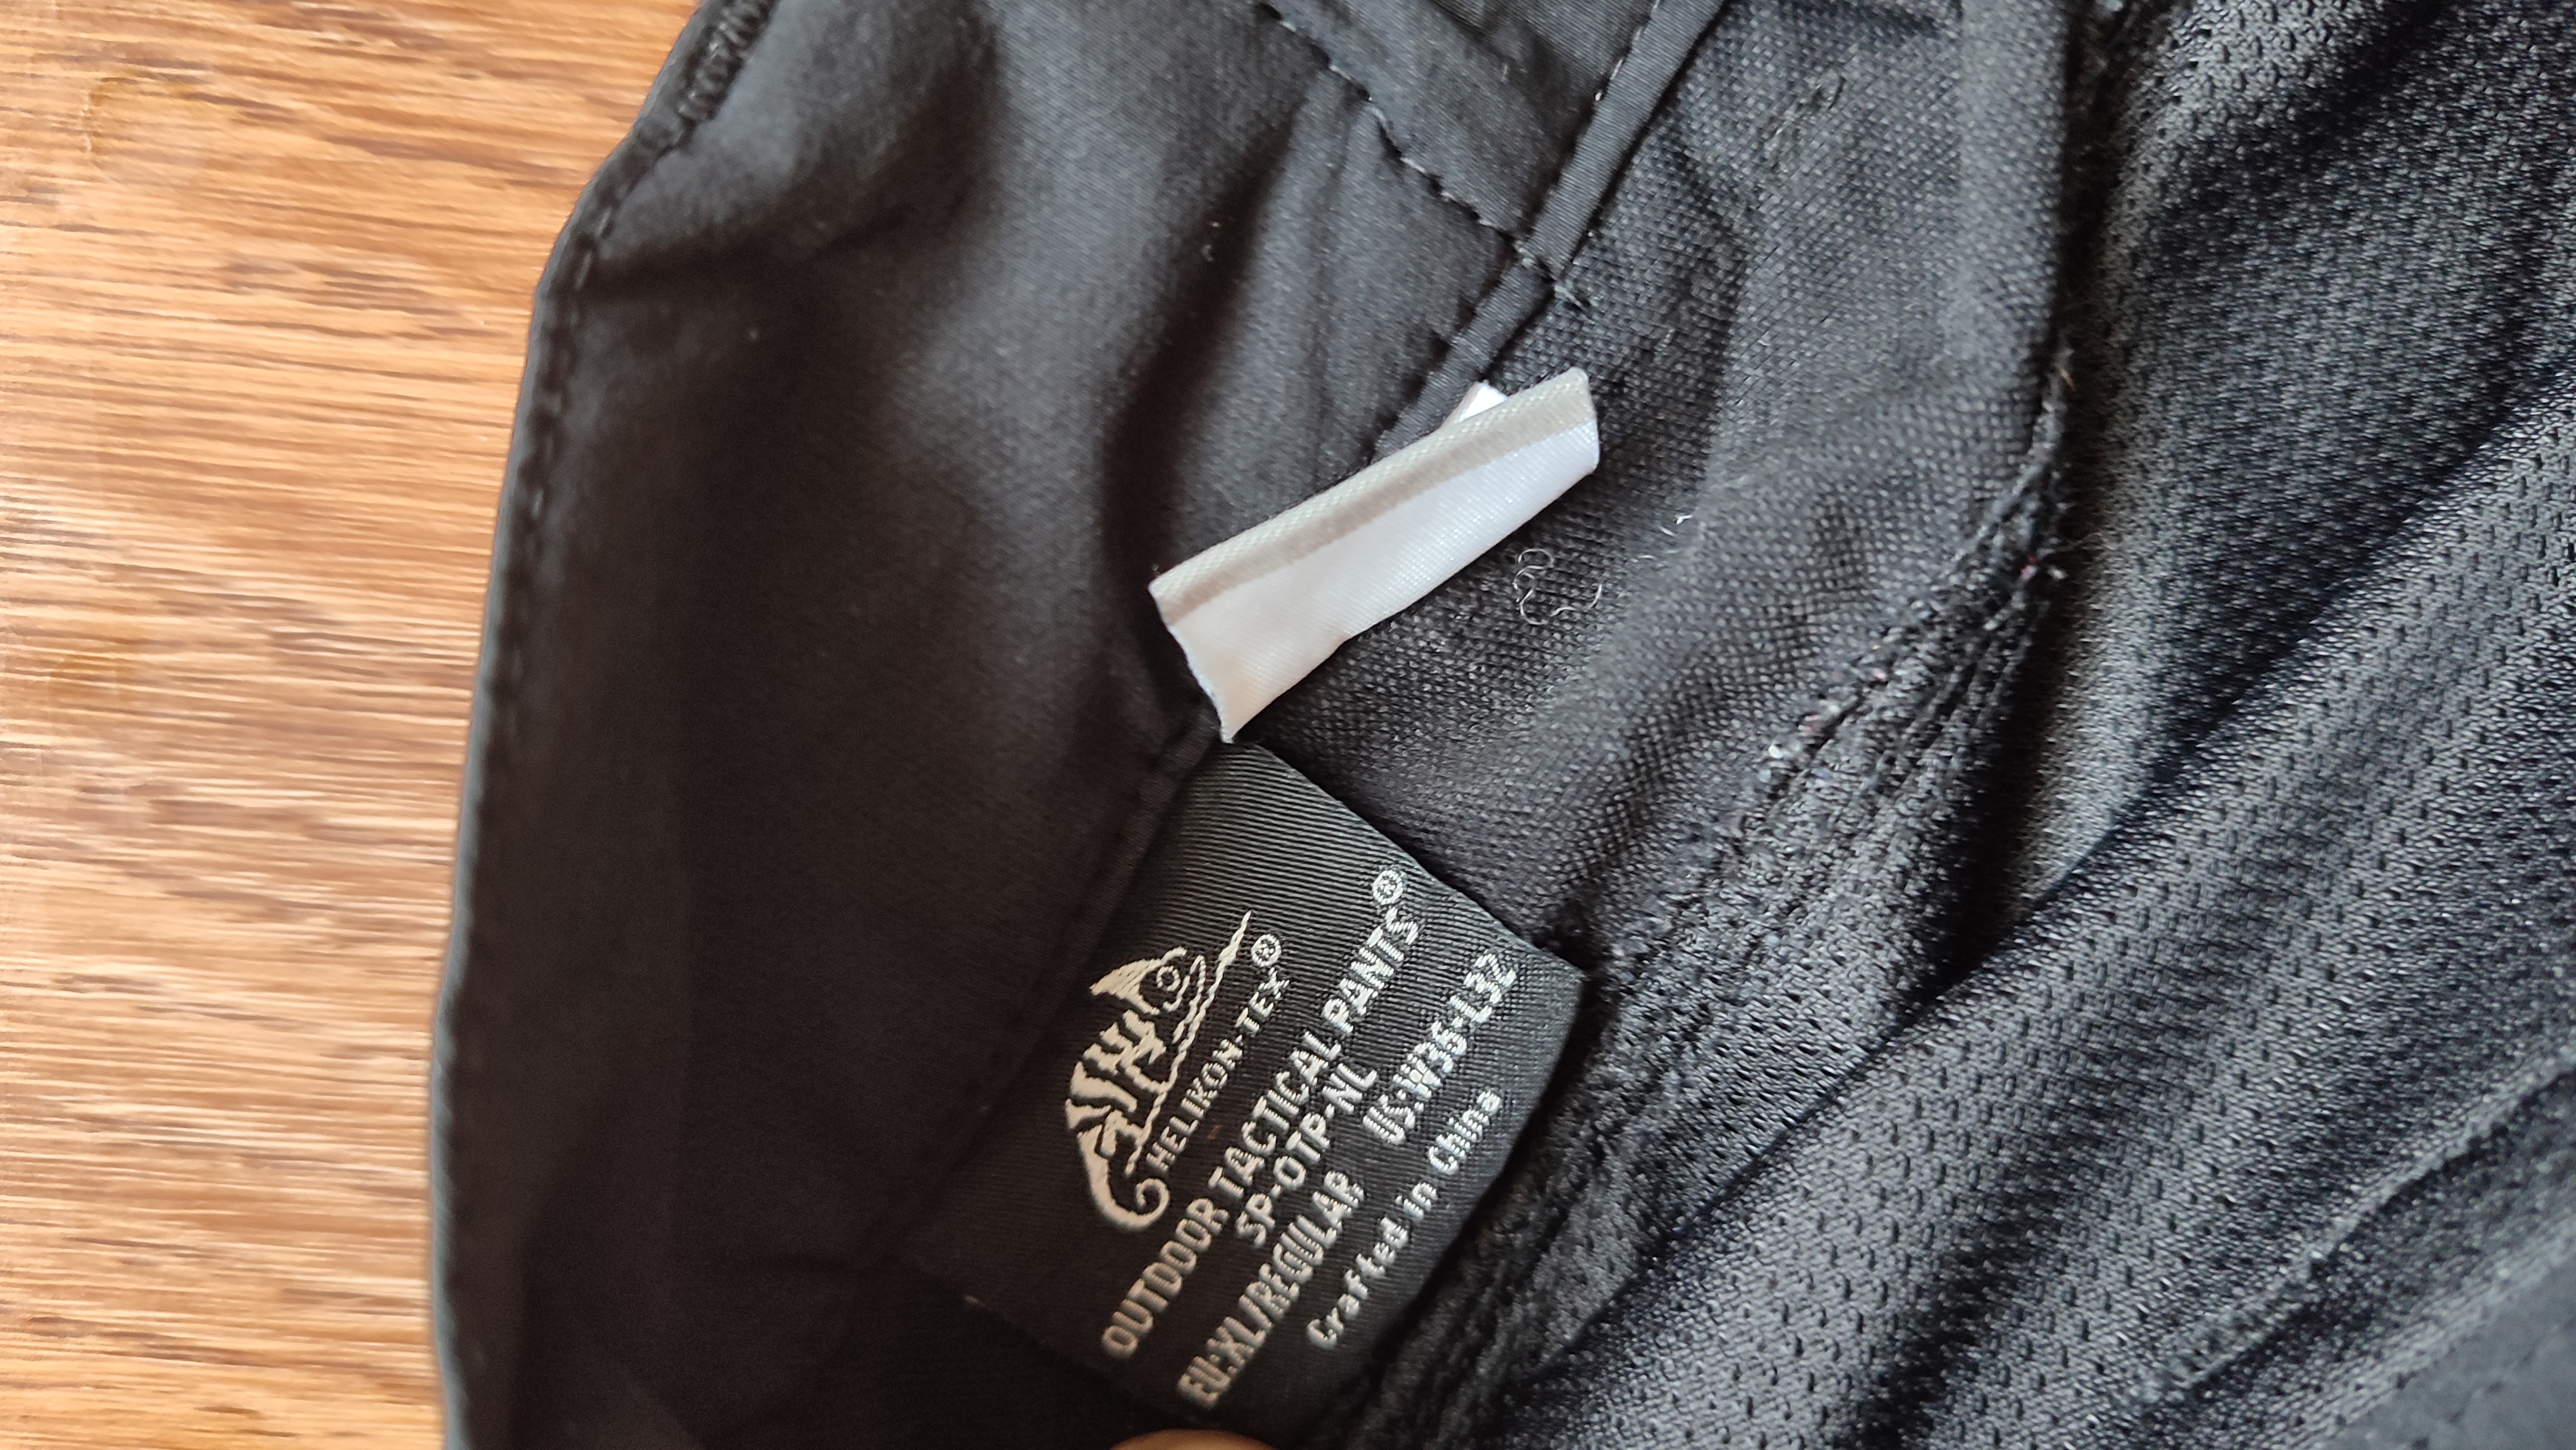 HELIKON-TEX®
OUTDOOR TACTICAL PANTS®
SP-OTP-NL
EU:XL/REGULAR US:W36-L32
Crafted in China